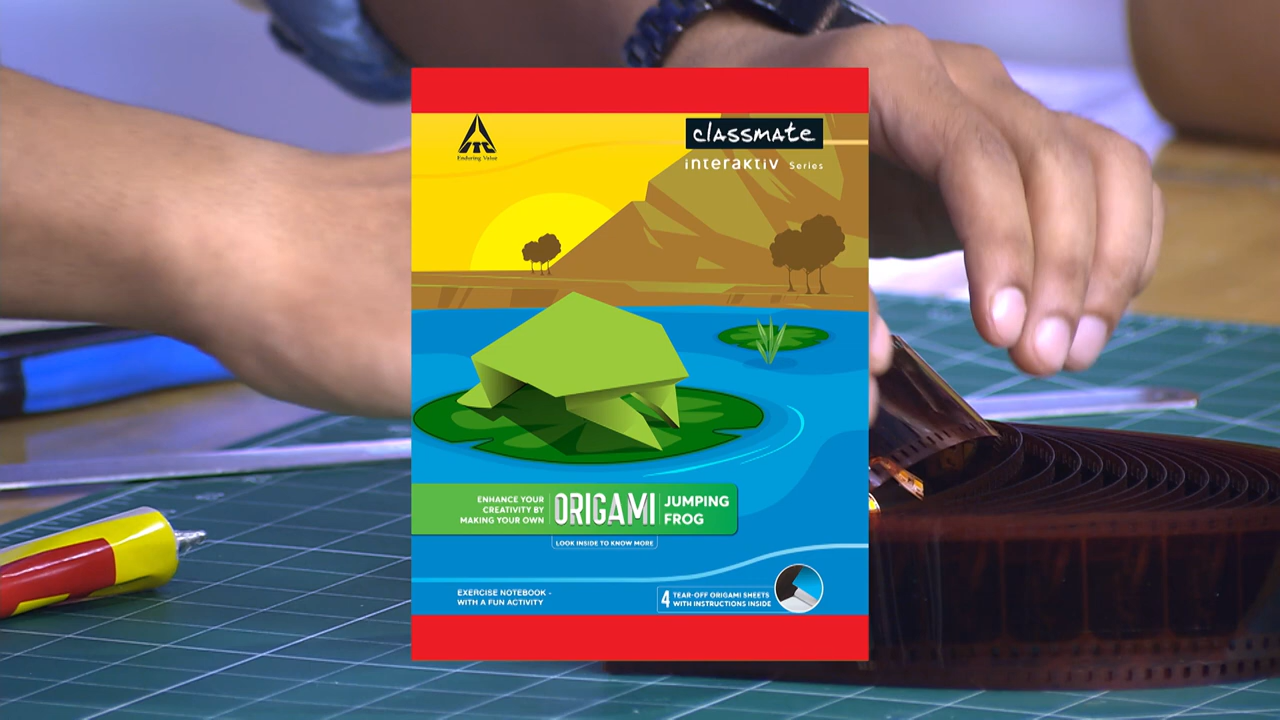 ITC
Enduring Value
classmate
interaktiv Series
ENHANCE YOUR
CREATIVITY BY
MAKING YOUR OWN
ORIGAMI
JUMPING
FROG
LOOK INSIDE TO KNOW MORE
EXERCISE NOTEBOOK -
WITH A FUN ACTIVITY
4 TEAR-OFF ORIGAMI SHEETS
WITH INSTRUCTIONS INSIDE